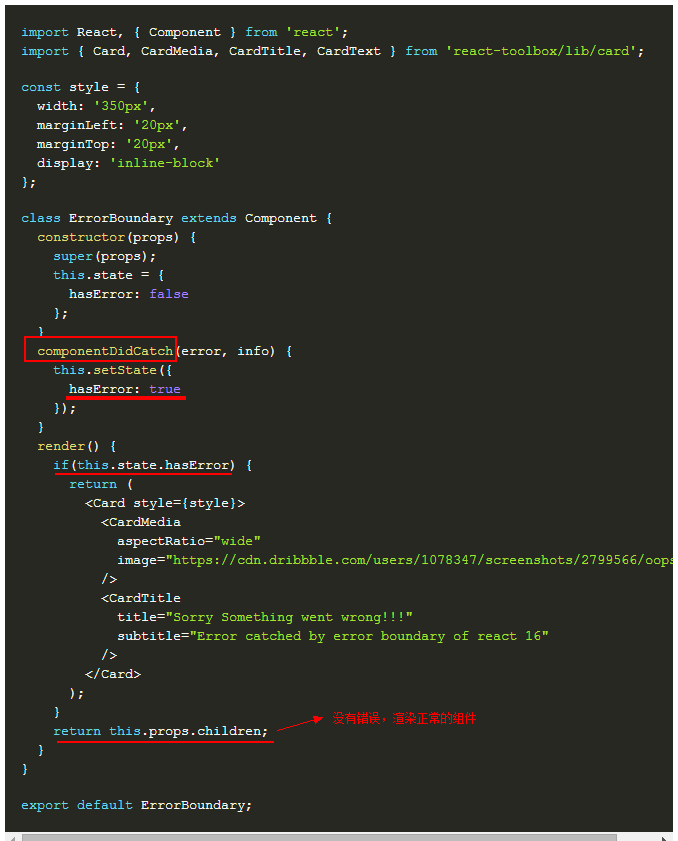 import React, { Component } from 'react';
import { Card, CardMedia, CardTitle, CardText } from 'react-toolbox/lib/card';

const style = {
  width: '350px',
  marginLeft: '20px',
  marginTop: '20px',
  display: 'inline-block'
};

class ErrorBoundary extends Component {
  constructor(props) {
    super(props);
    this.state = {
      hasError: false
    };
  }
  componentDidCatch(error, info) {
    this.setState({
      hasError: true
    });
  }
  render() {
    if(this.state.hasError) {
      return (
        <Card style={style}>
          <CardMedia
            aspectRatio="wide"
            image="https://cdn.dribbble.com/users/1078347/screenshots/2799566/oops
          />
          <CardTitle
            title="Sorry Something went wrong!!!"
            subtitle="Error catched by error boundary of react 16"
          />
        </Card>
      );
    }
    return this.props.children; 没有错误，渲染正常的组件
  }
}

export default ErrorBoundary;